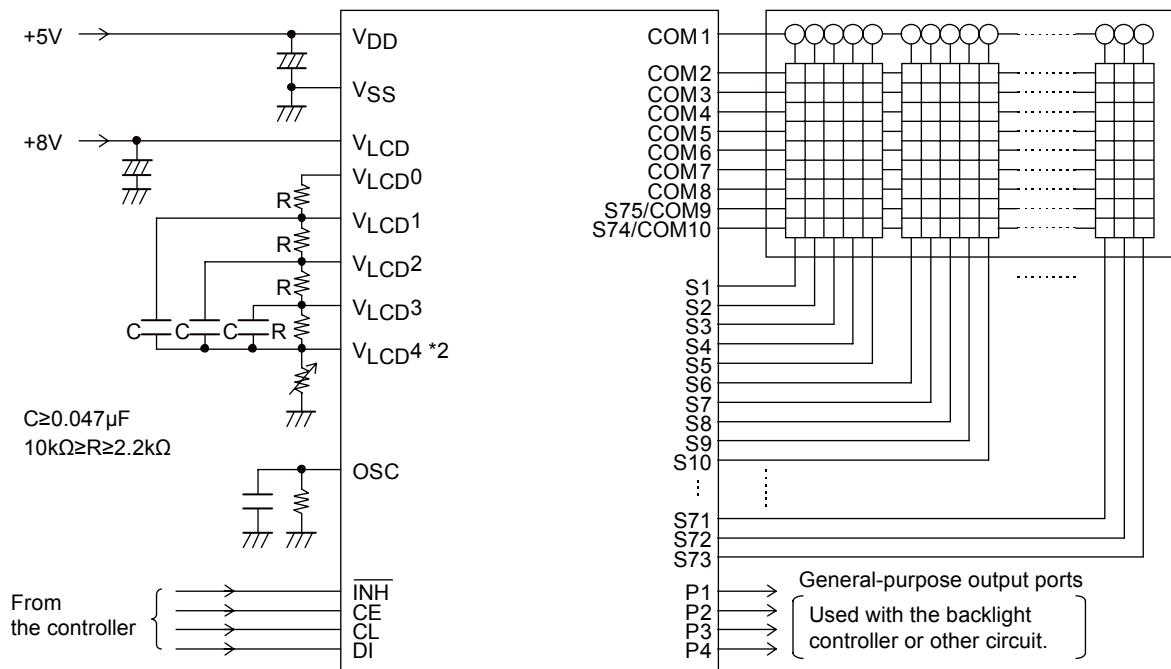 +5V
VDD
VSS
+8V
VLCD
VLCD0
R
VLCD1
R
VLCD2
R
VLCD3
C
C
C
R
VLCD4 *2
C≥0.047μF
10kΩ≥R≥2.2kΩ
OSC
From
the controller
INH
CE
CL
DI
COM1
COM2
COM3
COM4
COM5
COM6
COM7
COM8
S75/COM9
S74/COM10
S1
S2
S3
S4
S5
S6
S7
S8
S9
S10
S71
S72
S73
P1
P2
P3
P4
General-purpose output ports
Used with the backlight
controller or other circuit.